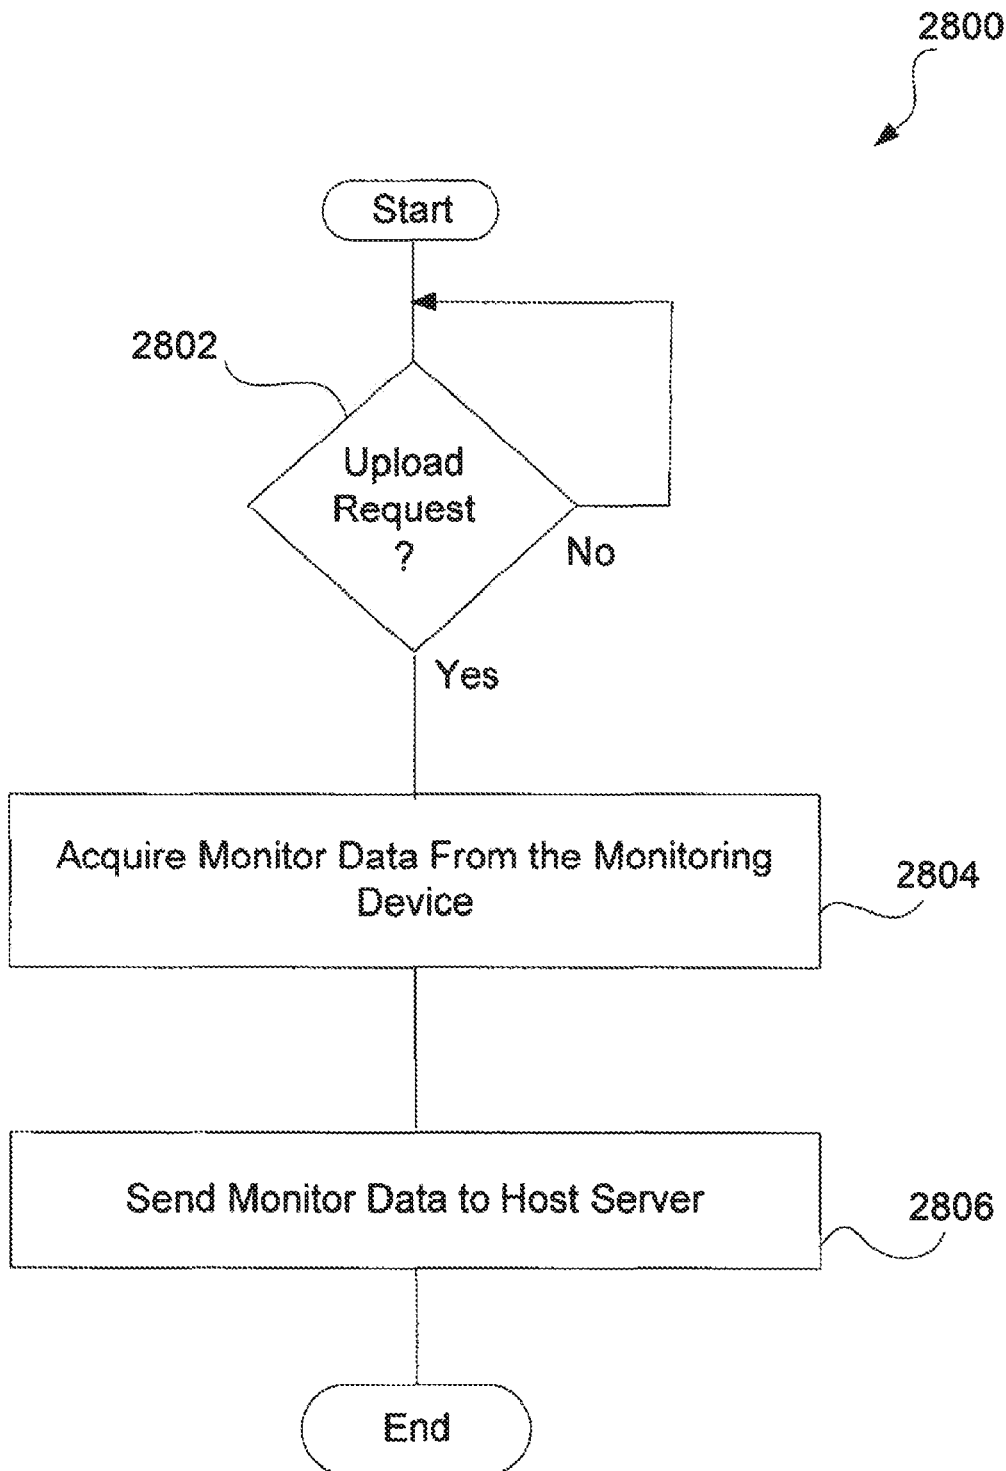 2800
Start
2802
Upload
Request
?
No
Yes
Acquire Monitor Data From the Monitoring
Device
2804
Send Monitor Data to Host Server
2806
End